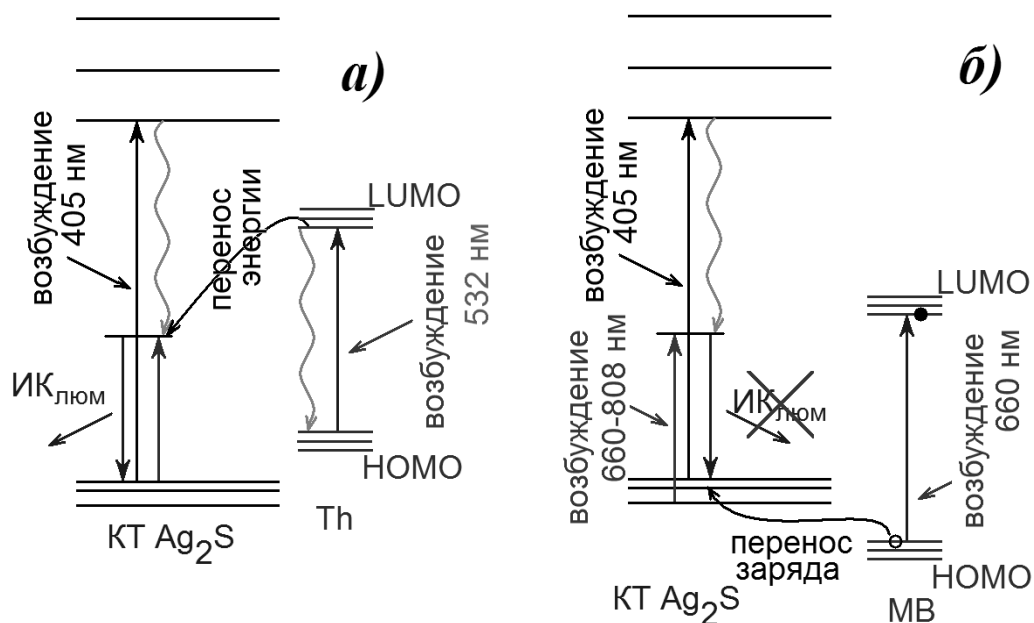 а)
возбуждение
405 нм
перенос
энергии
LUMO
возбуждение
532 нм
ИКлюм
HOMO
КТ Ag2S
Th
б)
возбуждение
405 нм
LUMO
возбуждение
660-808 нм
ИКлюм
возбуждение
660 нм
перенос
заряда
HOMO
КТ Ag2S
MB